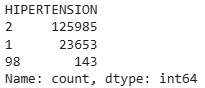 HIPERTENSION
2     125985
1      23653
98       143
Name: count, dtype: int64